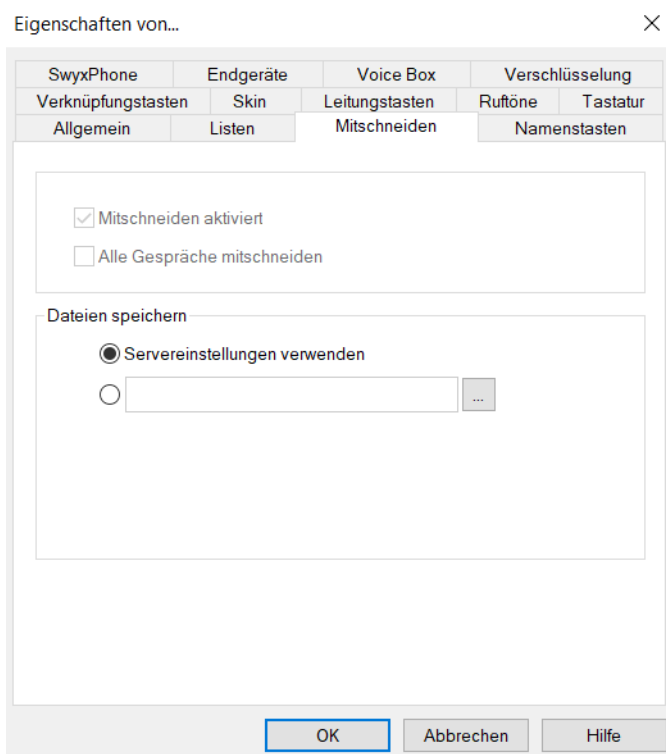 Eigenschaften von...
SwyxPhone Endgeräte Voice Box Verschlüsselung
Verknüpfungstasten Skin Leitungstasten Ruftöne Tastatur
Allgemein Listen Mitschneiden Namenstasten
Mitschneiden aktiviert
Alle Gespräche mitschneiden
Dateien speichern
Servereinstellungen verwenden
...
OK Abbrechen Hilfe